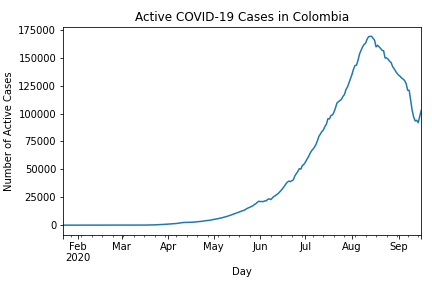 Active COVID-19 Cases in Colombia
Number of Active Cases
175000
150000
125000
100000
75000
50000
25000
0
Feb Mar Apr May Jun Jul Aug Sep
2020
Day